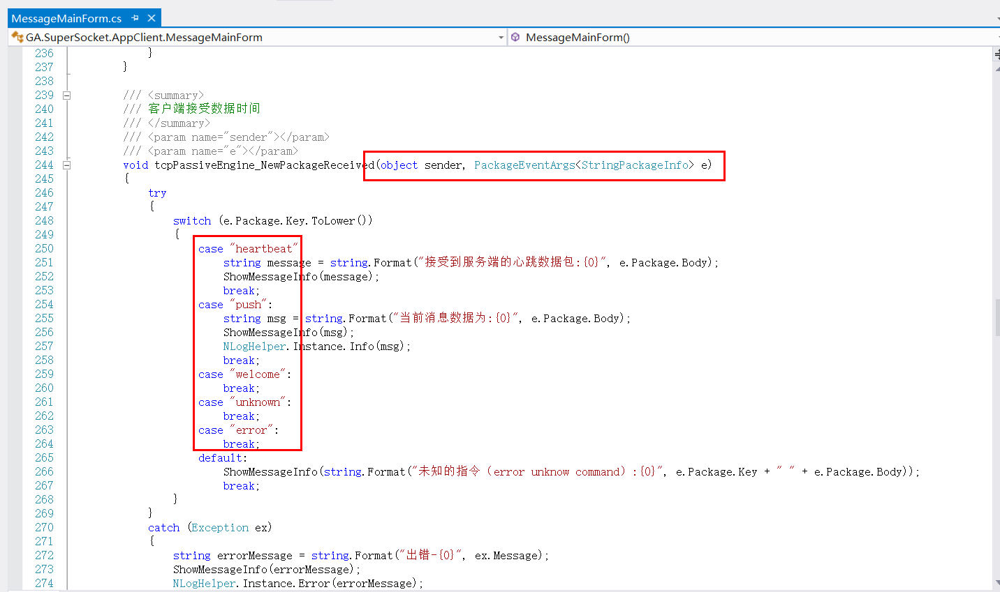 MessageMainForm.cs
GA.SuperSocket.AppClient.MessageMainForm MessageMainForm()
236 }
237 }
238
239 /// <summary>
240 /// 客户端接受数据时间
241 /// </summary>
242 /// <param name="sender"></param>
243 /// <param name="e"></param>
244 void tcpPassiveEngine_NewPackageReceived(object sender, PackageEventArgs<StringPackageInfo> e)
245 {
246 try
247 {
248 switch (e.Package.Key.ToLower())
249 {
250 case "heartbeat"
251 string message = string.Format("接受到服务端的心跳数据包:{0}", e.Package.Body);
252 ShowMessageInfo(message);
253 break;
254 case "push":
255 string msg = string.Format("当前消息数据为:{0}", e.Package.Body);
256 ShowMessageInfo(msg);
257 NLogHelper.Instance.Info(msg);
258 break;
259 case "welcome":
260 break;
261 case "unknown":
262 break;
263 case "error":
264 break;
265 default:
266 ShowMessageInfo(string.Format("未知的指令（error unknow command）:{0}", e.Package.Key + " " + e.Package.Body));
267 break;
268 }
269 }
270 catch (Exception ex)
271 {
272 string errorMessage = string.Format("出错-{0}", ex.Message);
273 ShowMessageInfo(errorMessage);
274 NLogHelper.Instance.Error(errorMessage);